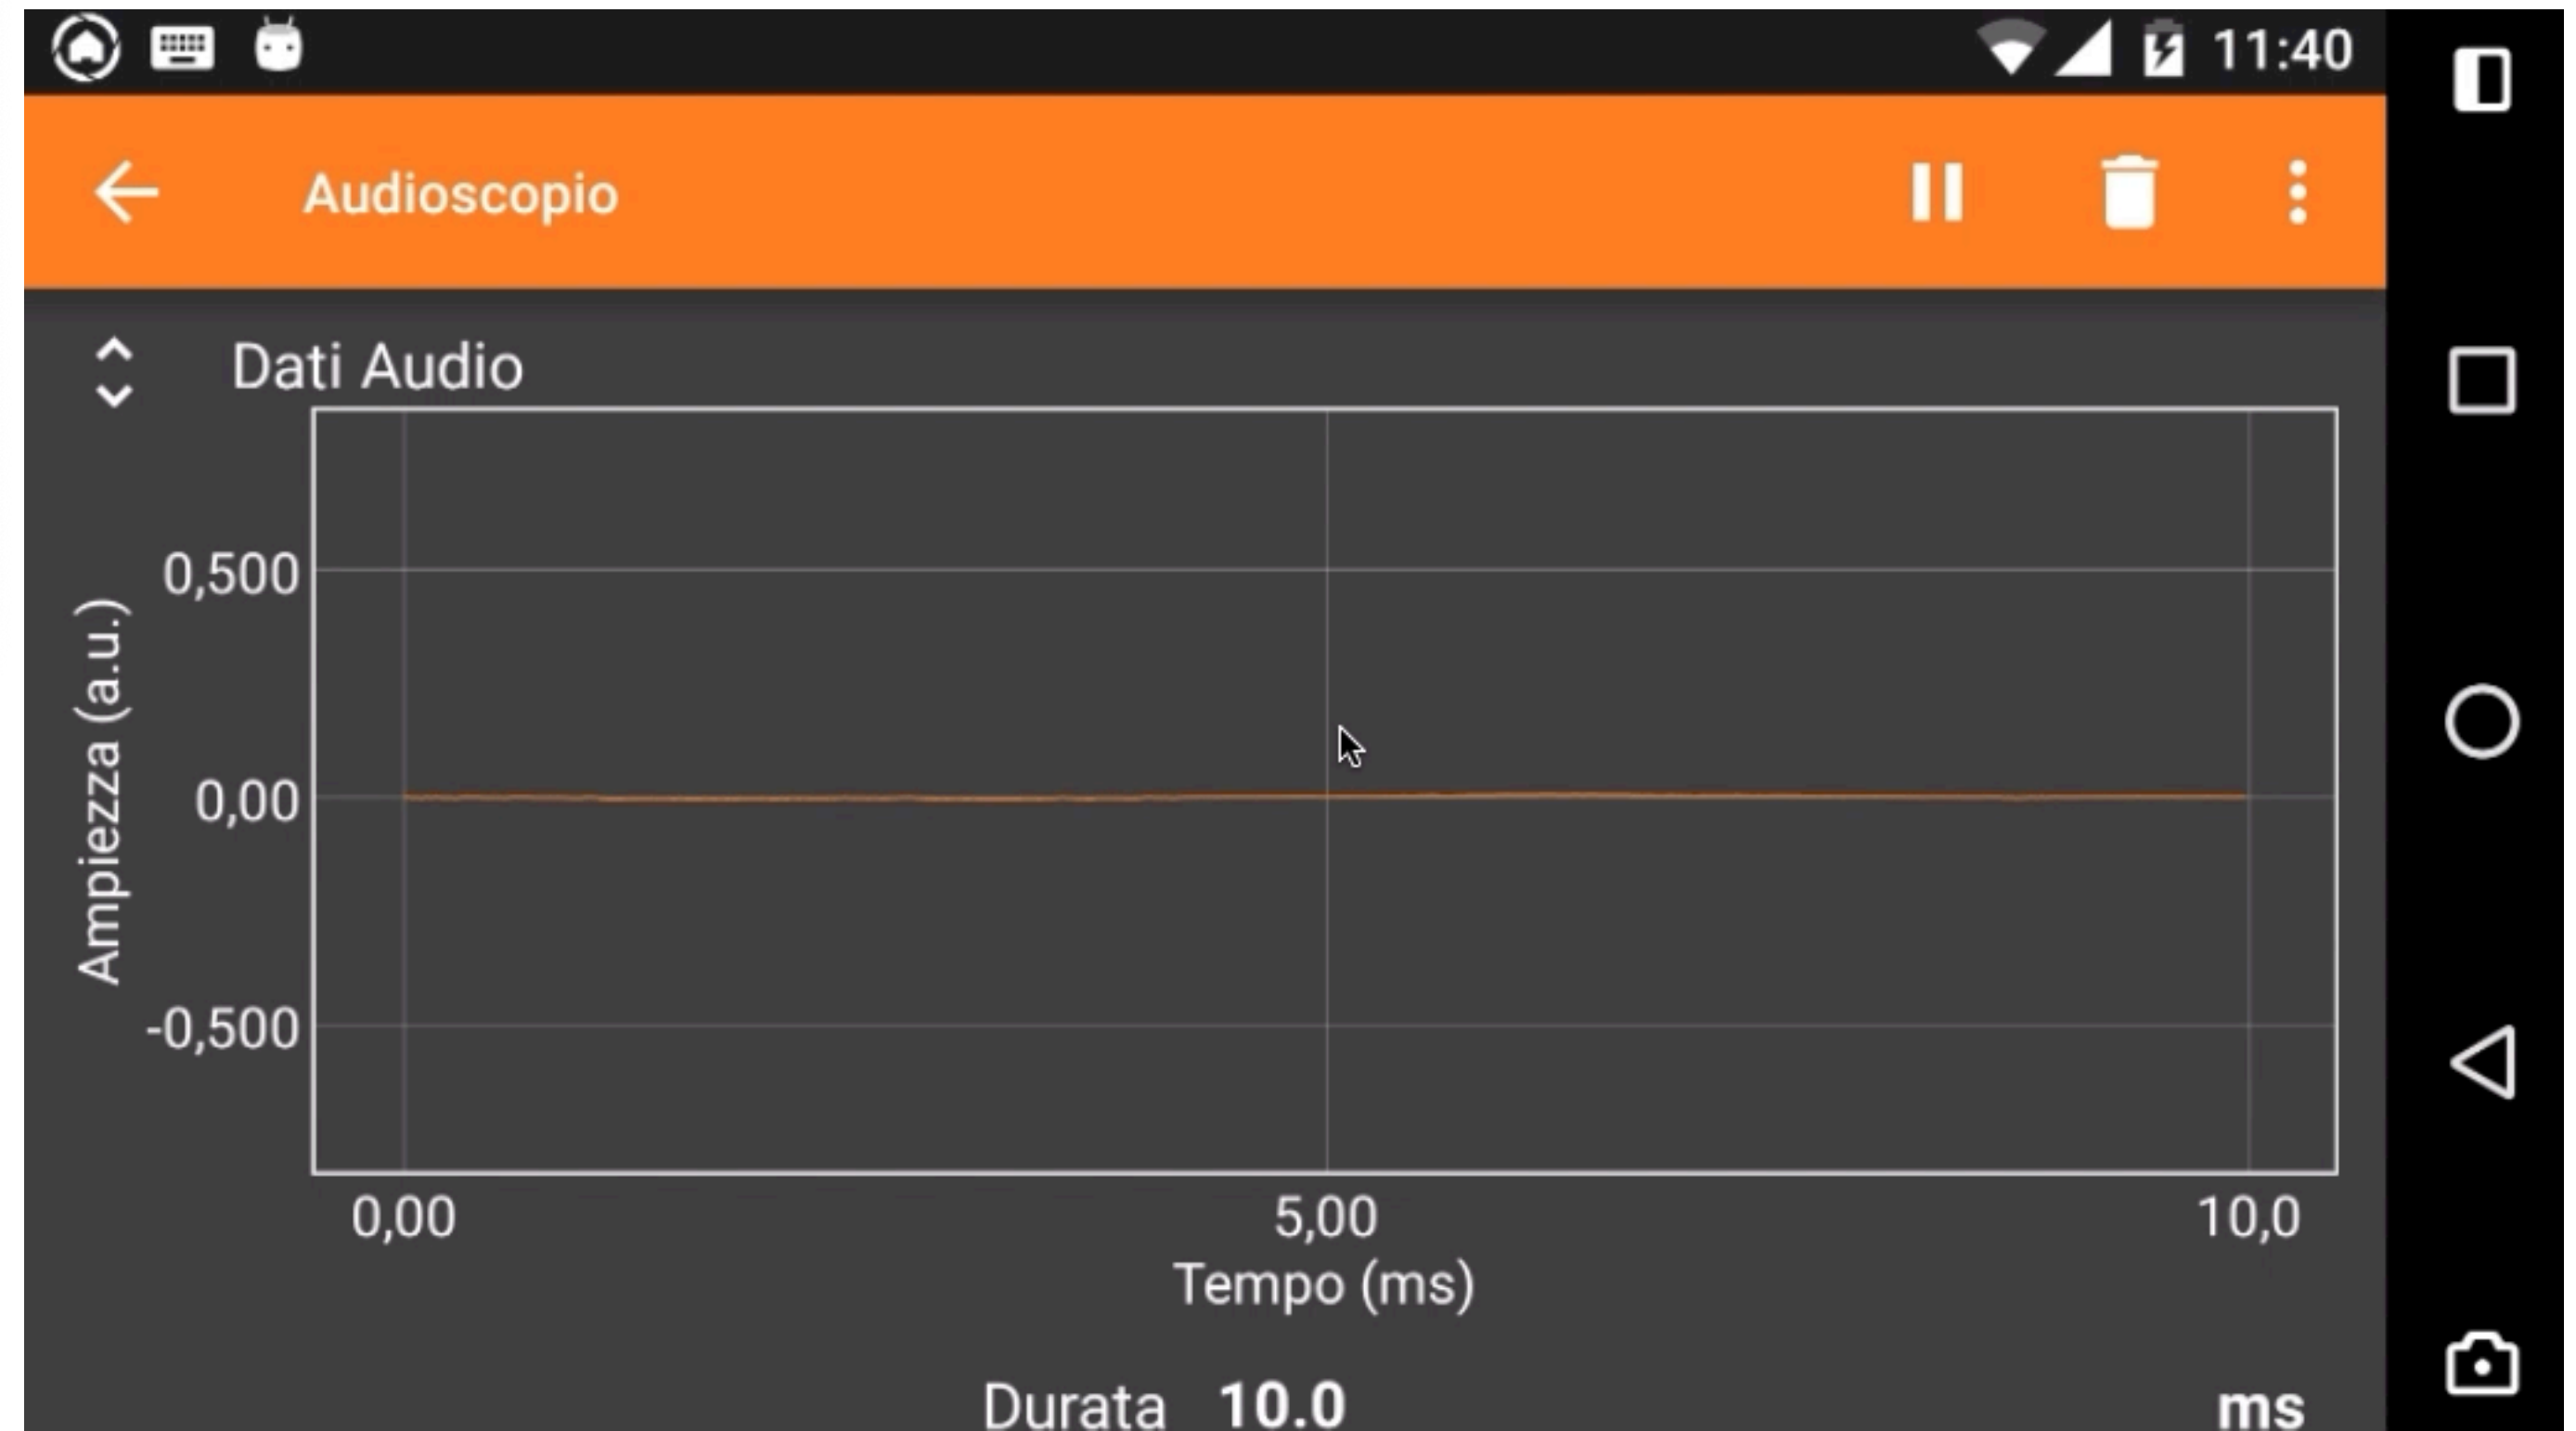 11:40
Audioscopio
Dati Audio
Ampiezza (a.u.)
0,500
0,00
-0,500
0,00 5,00 10,0
Tempo (ms)
Durata 10.0 ms